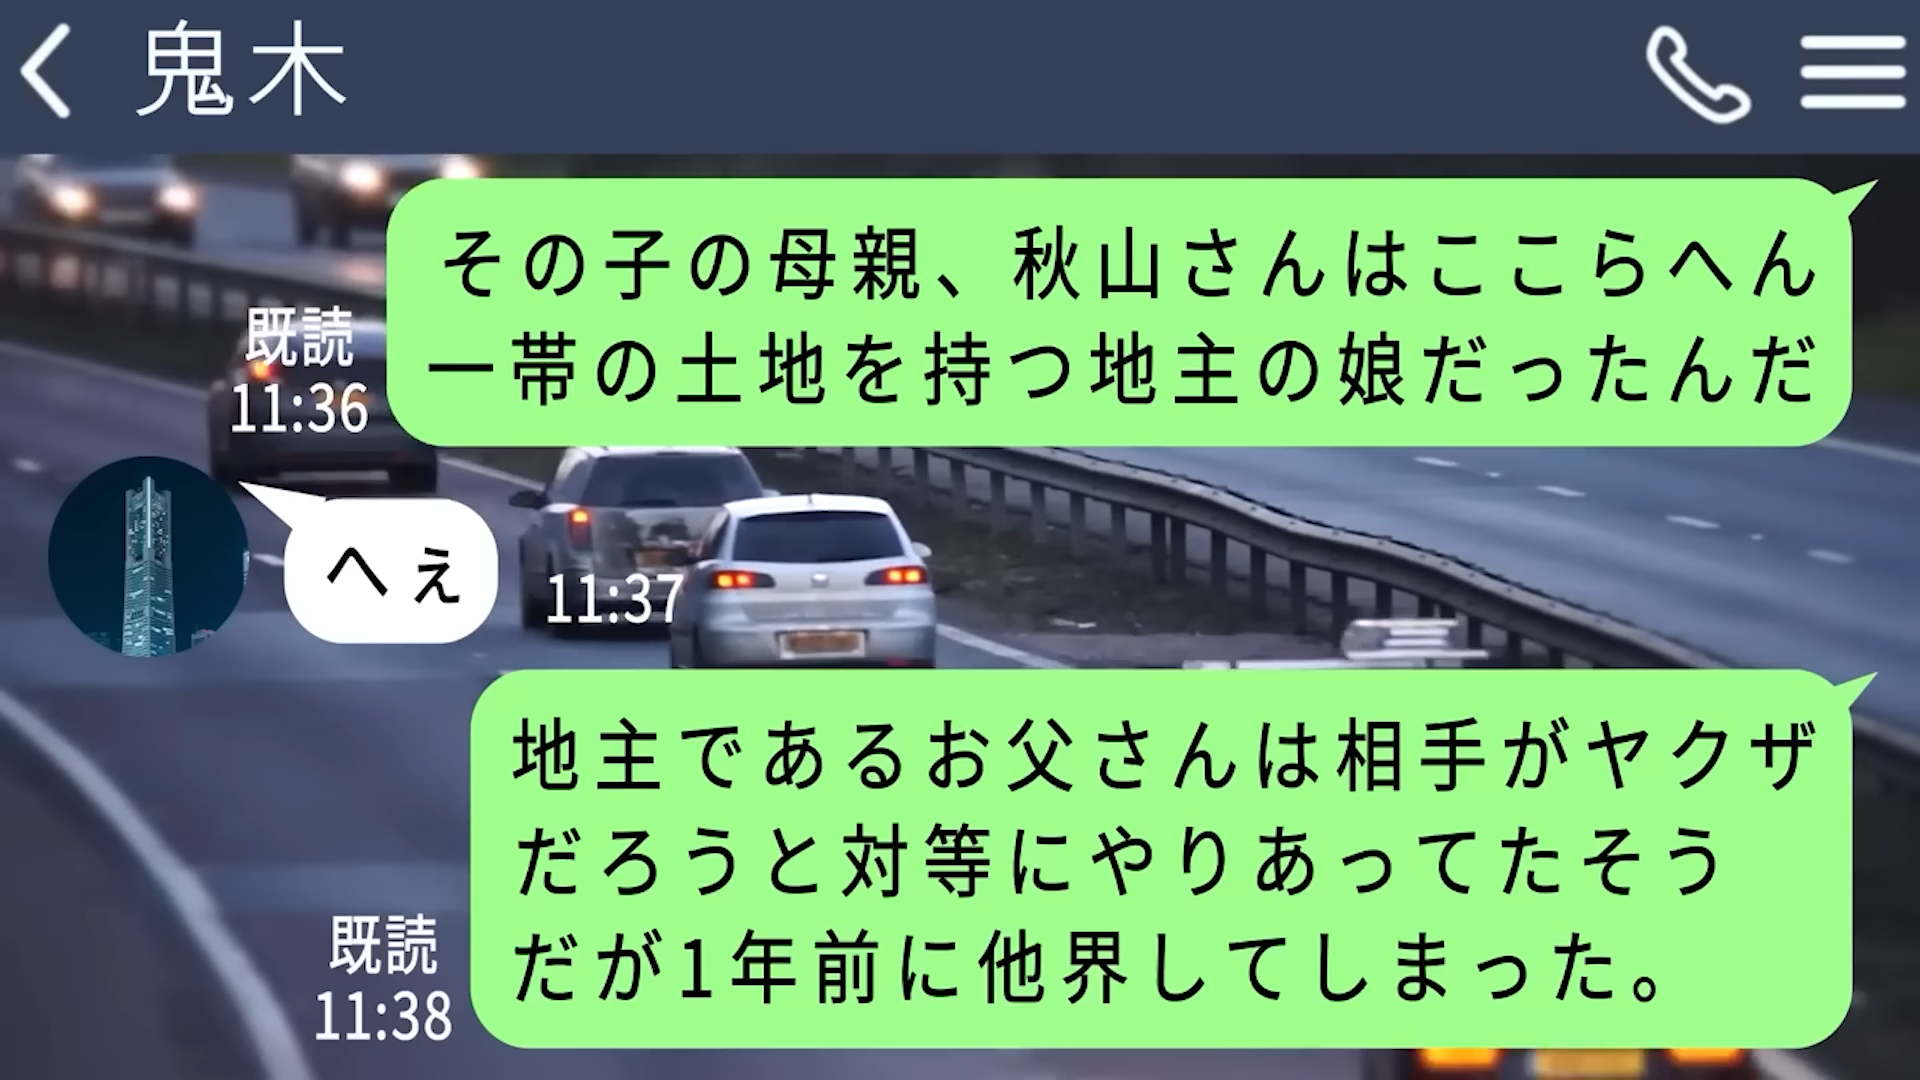 鬼木
その子の母親、秋山さんはここらへん
一帯の土地を持つ地主の娘だったんだ
既読
11:36
へぇ
11:37
地主であるお父さんは相手がヤクザ
だろうと対等にやりあってたそう
だが1年前に他界してしまった。
既読
11:38